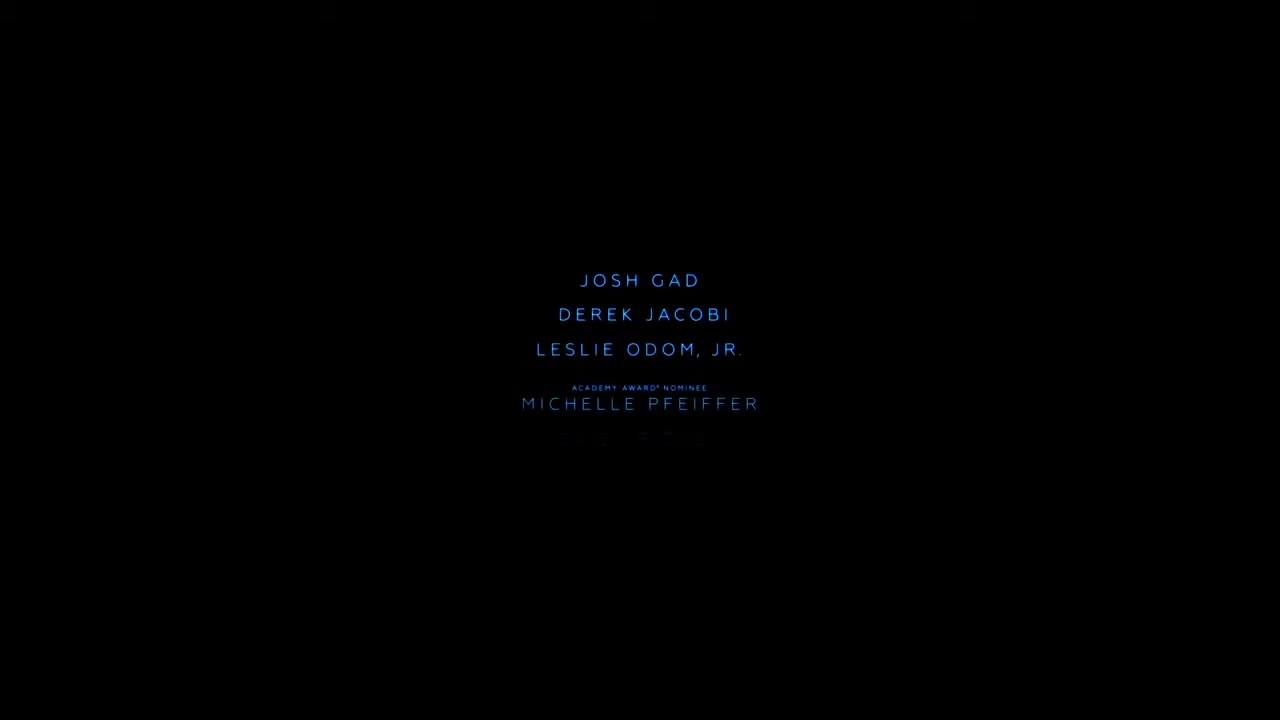 JOSH GAD
DEREK JACOBI
LESLIE ODOM, JR.
ACADEMY AWARD® NOMINEE
MICHELLE PFEIFFER